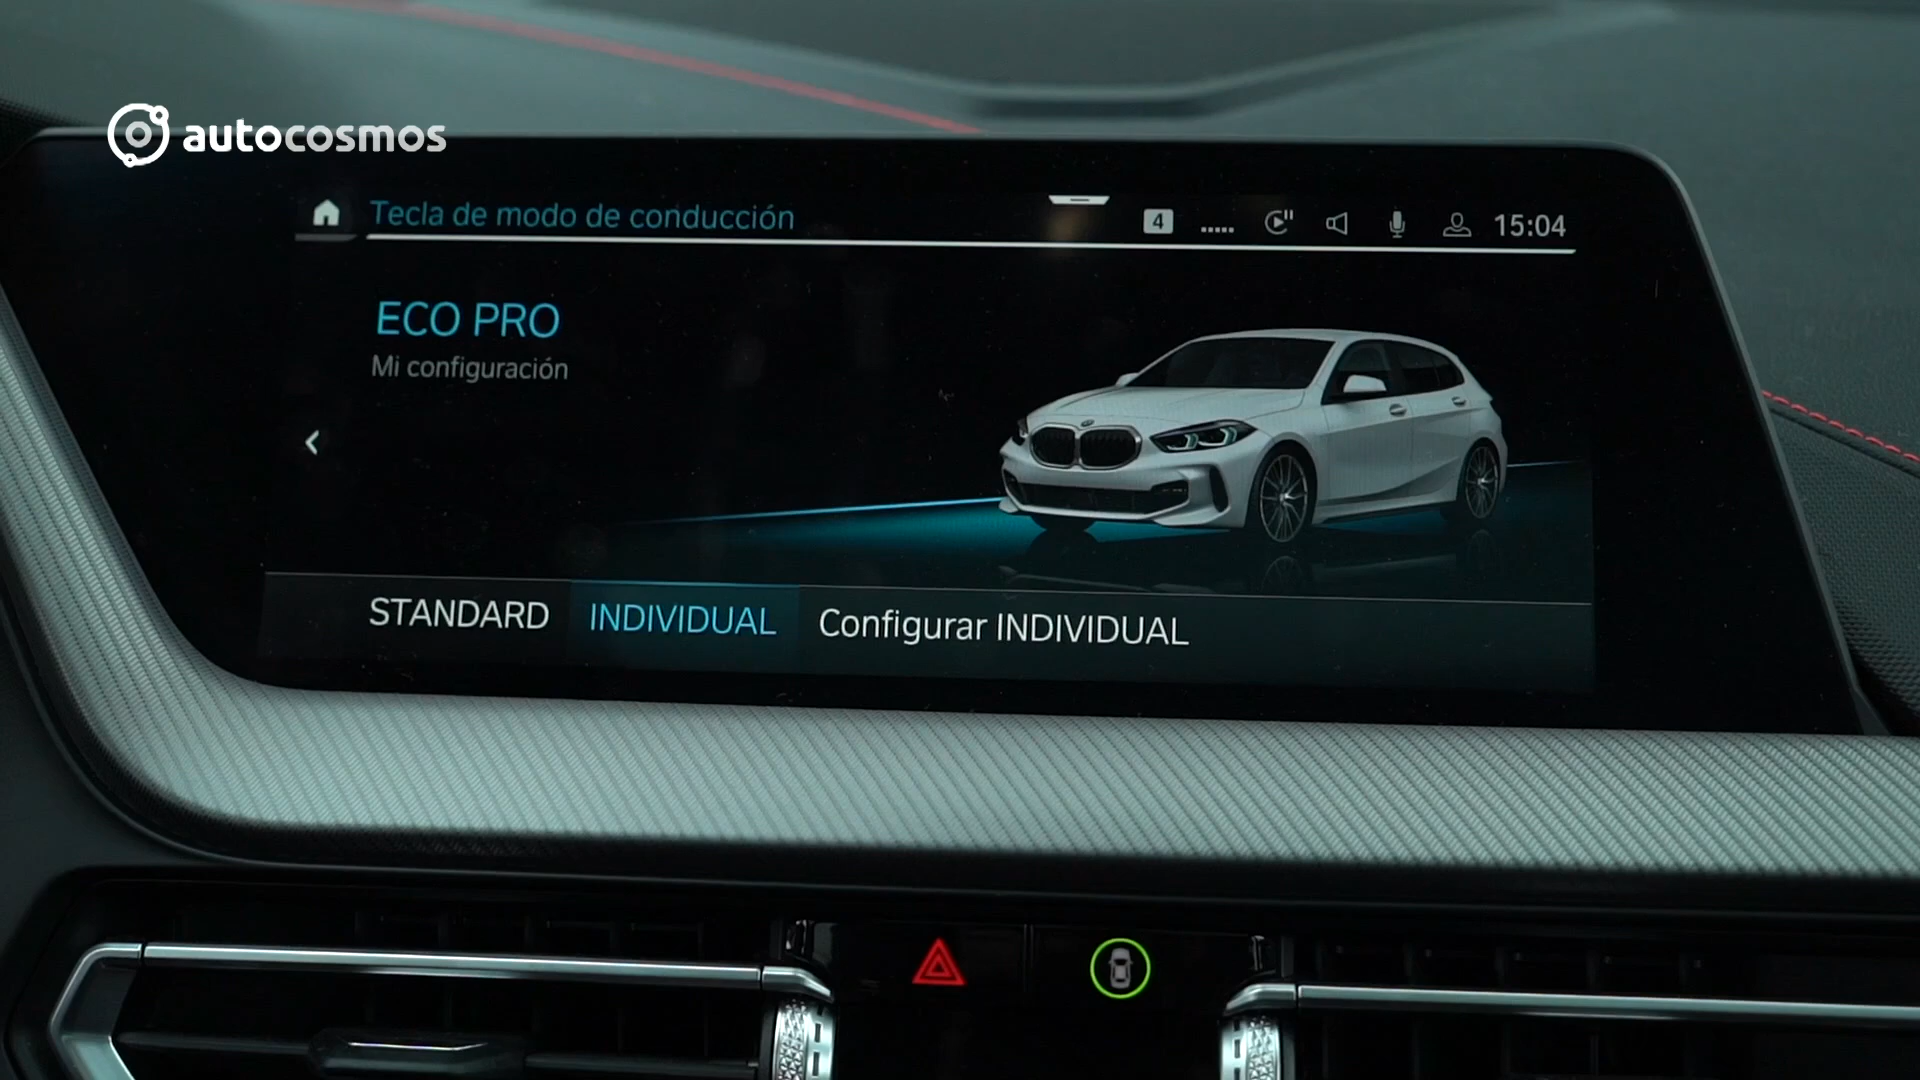 autocosmos
Tecla de modo de conducción
4
15:04
ECO PRO
Mi configuración
STANDARD
INDIVIDUAL
Configurar INDIVIDUAL